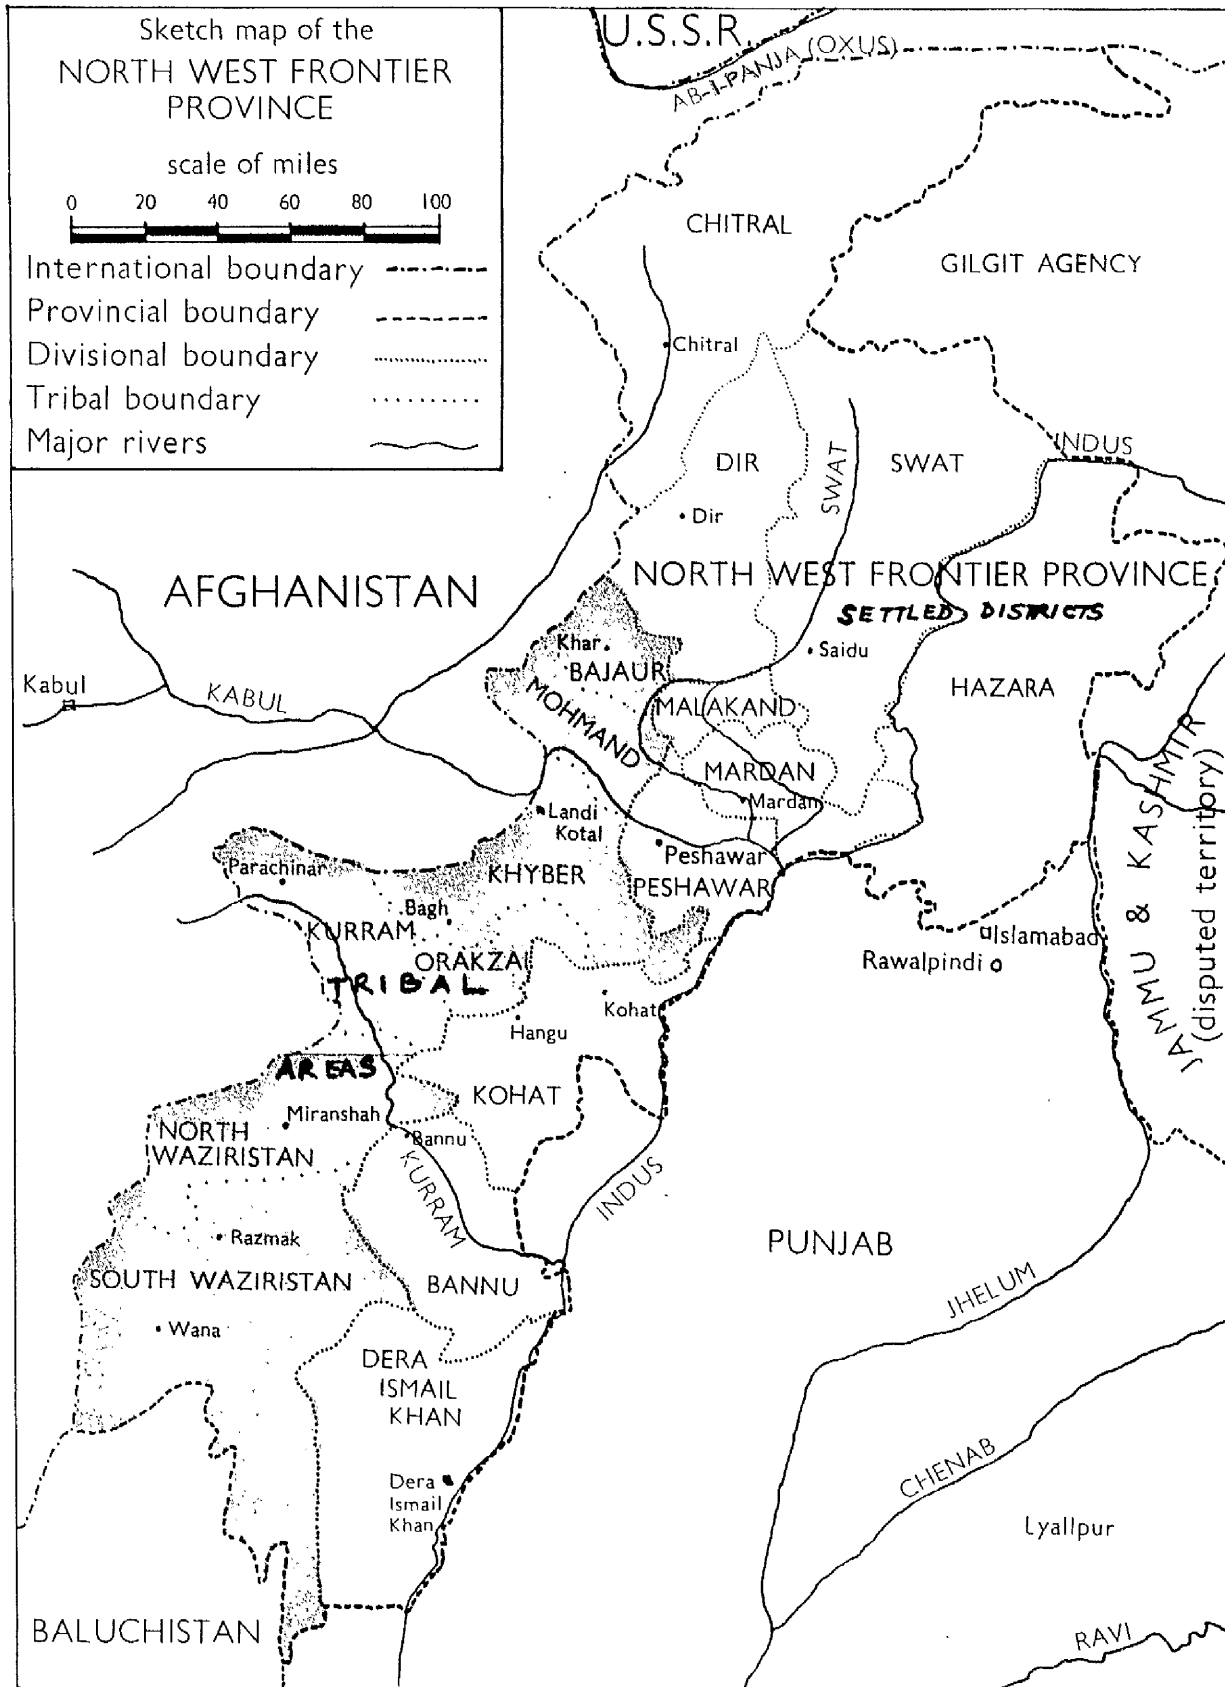 Sketch map of the
NORTH WEST FRONTIER
PROVINCE
scale of miles
0 20 40 60 80 100
International boundary
Provincial boundary
Divisional boundary
Tribal boundary
Major rivers
U.S.S.R.
AB-I-PANJA (OXUS)
CHITRAL
GILGIT AGENCY
Chitral
INDUS
DIR
SWAT
SWAT
Dir
AFGHANISTAN
NORTH WEST FRONTIER PROVINCE
SETTLED DISTRICTS
Khar
Saidu
BAJAUR
Kabul
KABUL
HAZARA
MOHMAND
MALAKAND
MARDAN
Mardan
Landi
Kotal
Peshawar
Parachinar
KHYBER
PESHAWAR
Bagh
KURRAM
ORAKZAI
TRIBAL
Islamabad
Rawalpindi
JAMMU & KASHMIR
(disputed territory)
Kohat
Hangu
AREAS
KOHAT
Miranshah
NORTH
WAZIRISTAN
Bannu
KURRAM
INDUS
Razmak
PUNJAB
SOUTH WAZIRISTAN
BANNU
JHELUM
Wana
DERA
ISMAIL
KHAN
CHENAB
Dera
Ismail
Khan
Lyallpur
BALUCHISTAN
RAVI